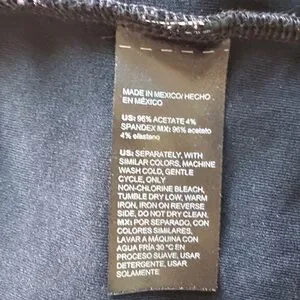 MADE IN MEXICO/ HECHO
EN MÉXICO
US: 96% ACETATE 4%
SPANDEX MX: 96% acetato
4% elastano
US: SEPARATELY, WITH
SIMILAR COLORS, MACHINE
WASH COLD, GENTLE
CYCLE, ONLY
NON-CHLORINE BLEACH,
TUMBLE DRY LOW, WARM
IRON, IRON ON REVERSE
SIDE, DO NOT DRY CLEAN.
MX: POR SEPARADO, CON
COLORES SIMILARES,
LAVAR A MÁQUINA CON
AGUA FRÍA 30 °C EN
PROCESO SUAVE, USAR
DETERGENTE, USAR
SOLAMENTE